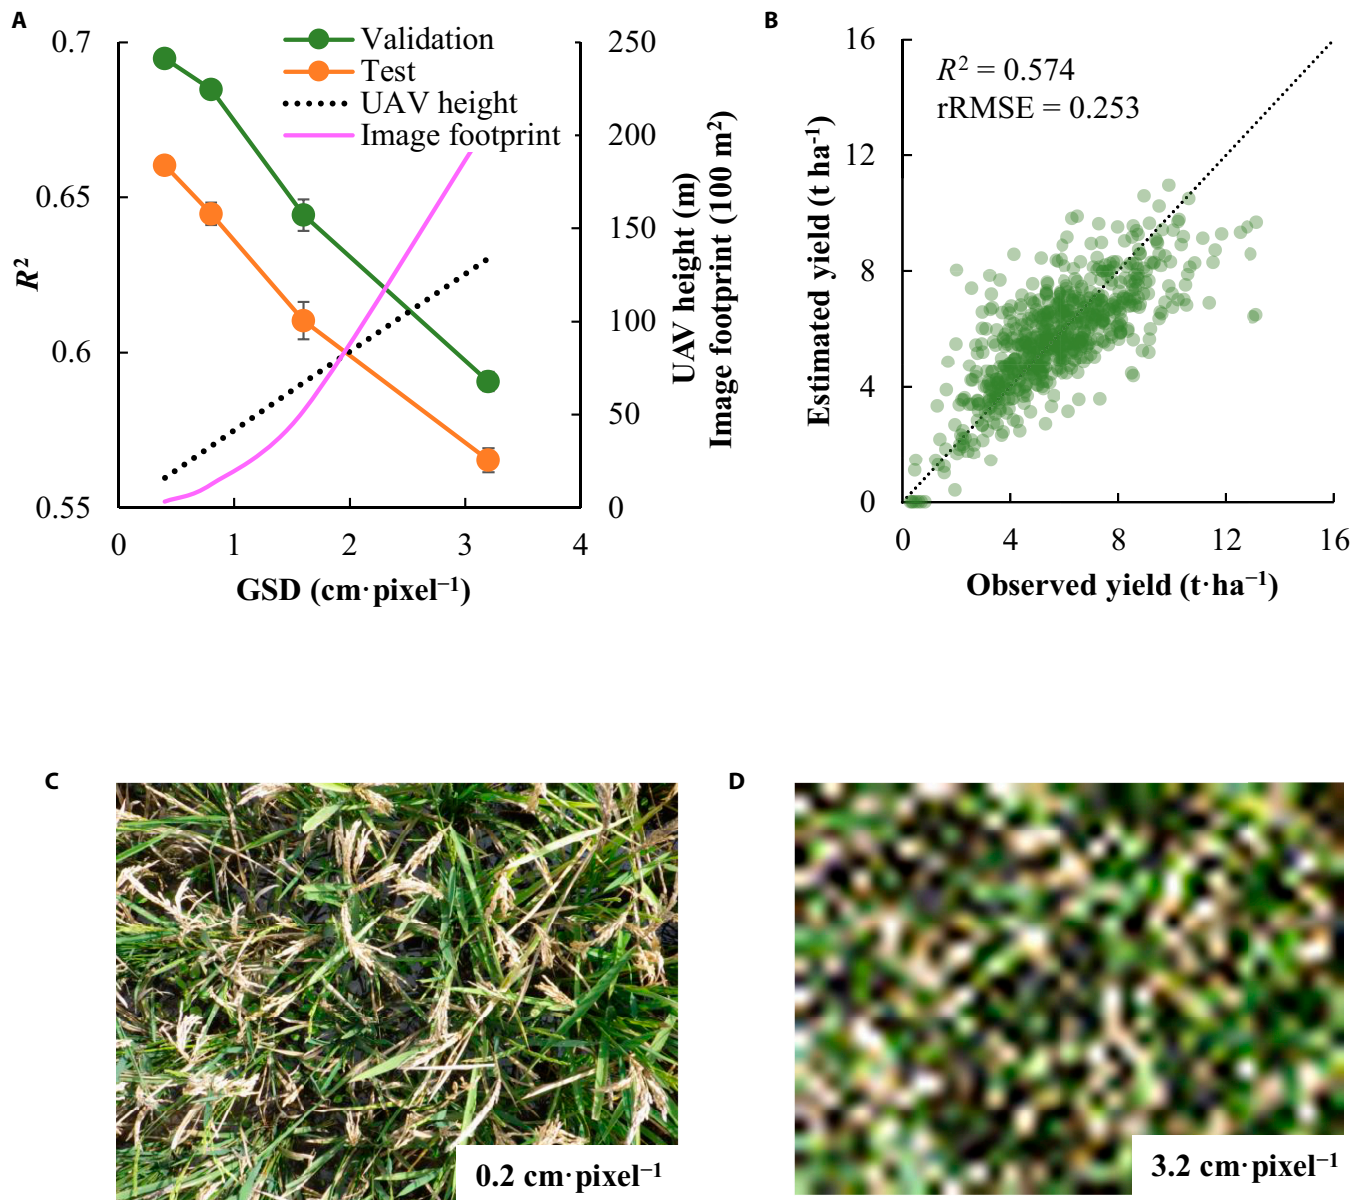 A
0.7
0.65
0.6
0.55
R²
Validation
Test
UAV height
Image footprint
250
200
150
100
50
0
UAV height (m)
Image footprint (100 m²)
0 1 2 3 4
GSD (cm·pixel⁻¹)
B
R² = 0.574
rRMSE = 0.253
16
12
8
4
0
Estimated yield (t ha⁻¹)
0 4 8 12 16
Observed yield (t·ha⁻¹)
C
0.2 cm·pixel⁻¹
D
3.2 cm·pixel⁻¹